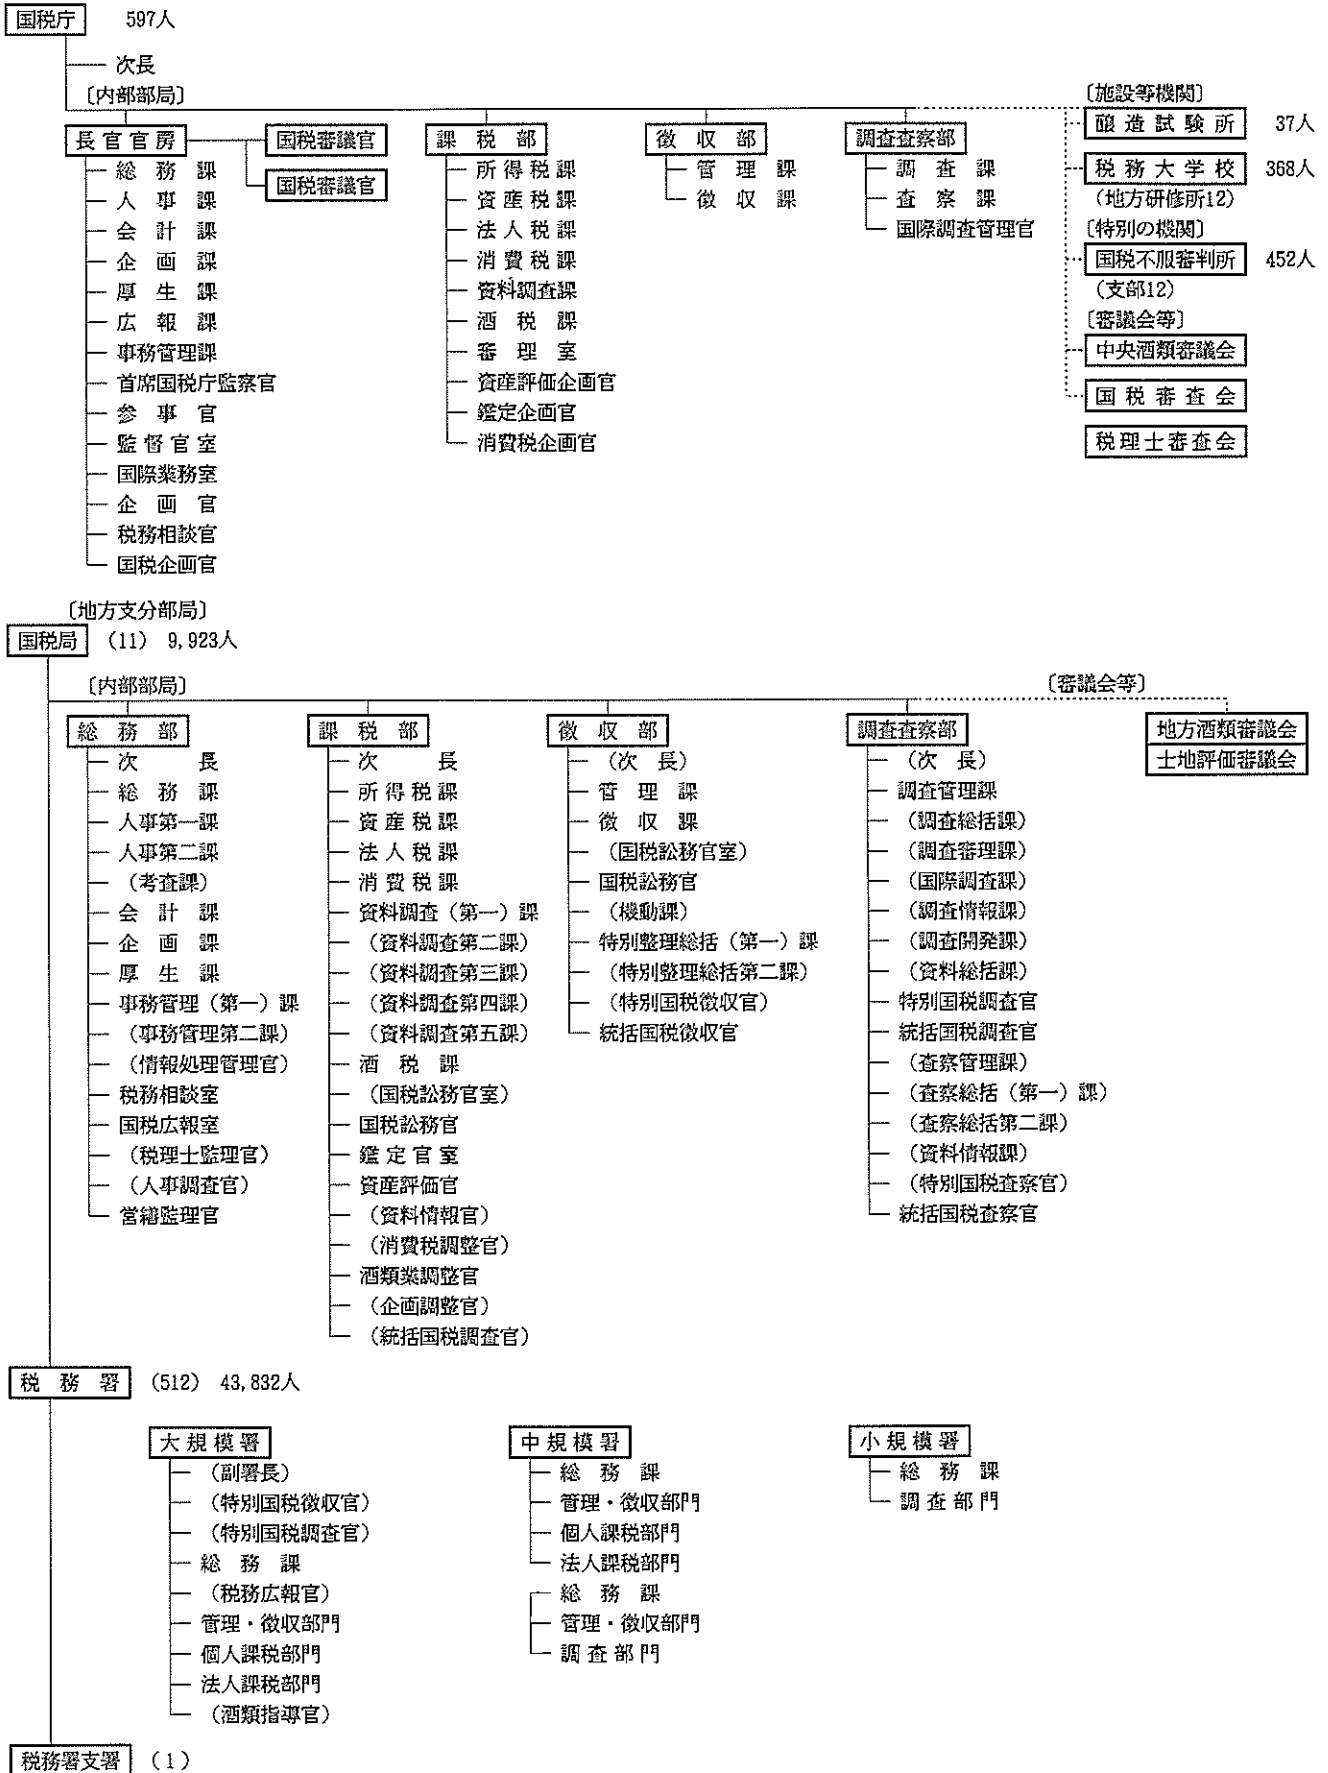 国税庁 597人
次長
〔内部部局〕
〔施設等機関〕
長官官房
国税審議官
国税審議官
総務課
人事課
会計課
企画課
厚生課
広報課
事務管理課
首席国税庁監察官
参事官
監督官室
国際業務室
企画官
税務相談官
国税企画官
課税部
所得税課
資産税課
法人税課
消費税課
資料調査課
酒税課
審理室
資産評価企画官
鑑定企画官
消費税企画官
徴収部
管理課
徴収課
調査査察部
調査課
査察課
国際調査管理官
醸造試験所 37人
税務大学校 368人
(地方研修所12)
〔特別の機関〕
国税不服審判所 452人
(支部12)
〔審議会等〕
中央酒類審議会
国税審査会
税理士審査会
〔地方支分部局〕
国税局 (11) 9,923人
〔内部部局〕
〔審議会等〕
総務部
次長
総務課
人事第一課
人事第二課
(考査課)
会計課
企画課
厚生課
事務管理(第一)課
(事務管理第二課)
(情報処理管理官)
税務相談室
国税広報室
(税理士監理官)
(人事調査官)
営繕監理官
課税部
次長
所得税課
資産税課
法人税課
消費税課
資料調査(第一)課
(資料調査第二課)
(資料調査第三課)
(資料調査第四課)
(資料調査第五課)
酒税課
(国税訟務官室)
国税訟務官
鑑定官室
資産評価官
(資料情報官)
(消費税調整官)
酒類業調整官
(企画調整官)
(統括国税調査官)
徴収部
(次長)
管理課
徴収課
(国税訟務官室)
国税訟務官
(機動課)
特別整理総括(第一)課
(特別整理総括第二課)
(特別国税徴収官)
統括国税徴収官
調査査察部
(次長)
調査管理課
(調査総括課)
(調査審理課)
(国際調査課)
(調査情報課)
(調査開発課)
(資料総括課)
特別国税調査官
統括国税調査官
(査察管理課)
(査察総括(第一)課)
(査察総括第二課)
(資料情報課)
(特別国税査察官)
統括国税査察官
地方酒類審議会
土地評価審議会
税務署 (512) 43,832人
大規模署
(副署長)
(特別国税徴収官)
(特別国税調査官)
総務課
(税務広報官)
管理・徴収部門
個人課税部門
法人課税部門
(酒類指導官)
中規模署
総務課
管理・徴収部門
個人課税部門
法人課税部門
総務課
管理・徴収部門
調査部門
小規模署
総務課
調査部門
税務署支署 (1)